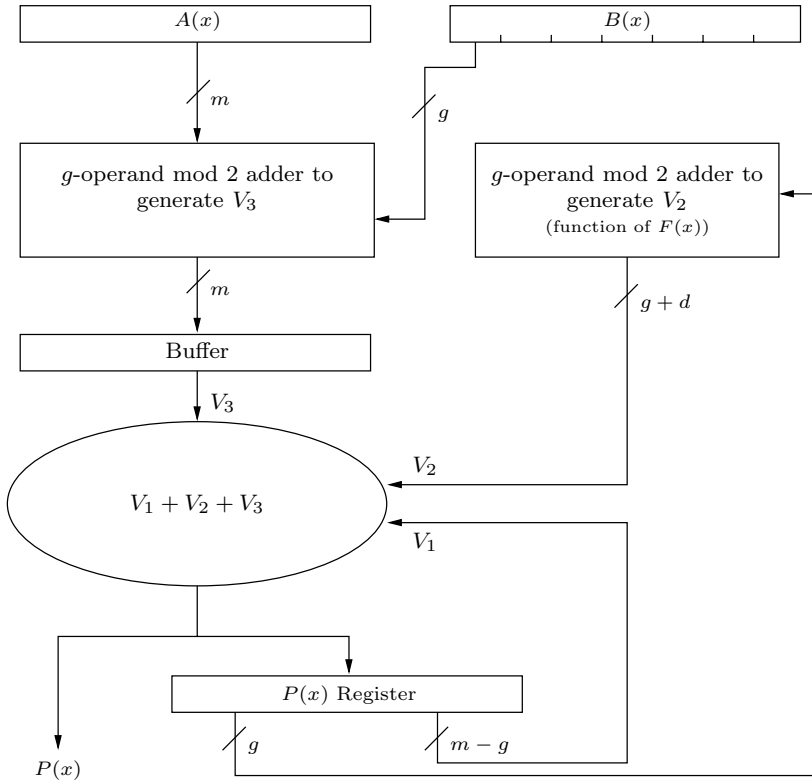 A(x)
B(x)
m
g
g-operand mod 2 adder to
generate V₃
g-operand mod 2 adder to
generate V₂
(function of F(x))
m
g + d
Buffer
V₃
V₂
V₁ + V₂ + V₃
V₁
P(x) Register
g
m − g
P(x)